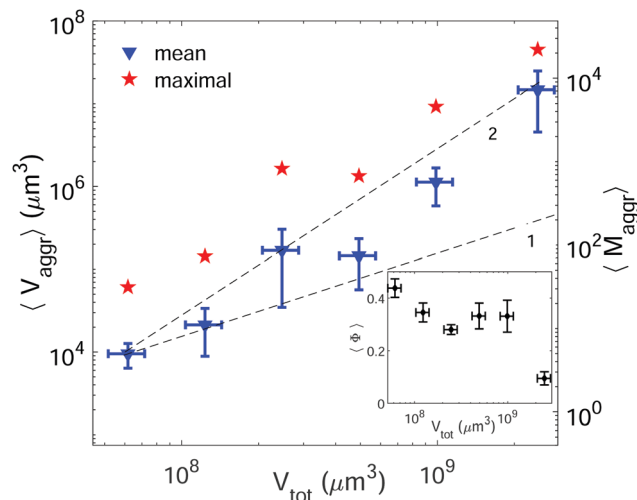 10^8
mean
maximal
10^4
2
⟨ V_aggr ⟩ (μm^3)
10^6
⟨ M_aggr ⟩
10^2
1
0.4
⟨ Φ ⟩
0.2
10^4
0
10^8
10^9
V_tot (μm^3)
10^0
10^8
10^9
V_tot (μm^3)